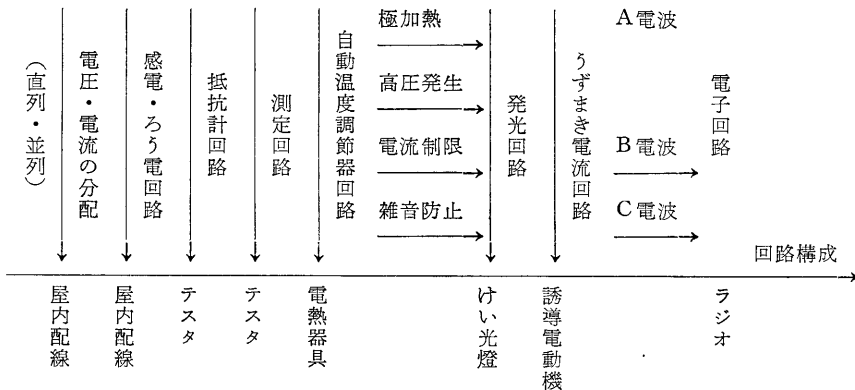 (直列・並列)
電圧・電流の分配
感電・ろう電回路
抵抗計回路
測定回路
自動温度調節器回路
極加熱
高圧発生
電流制限
雑音防止
発光回路
うずまき電流回路
A電波
B電波
C電波
電子回路
回路構成
屋内配線
屋内配線
テスタ
テスタ
電熱器具
けい光燈
誘導電動機
ラジオ